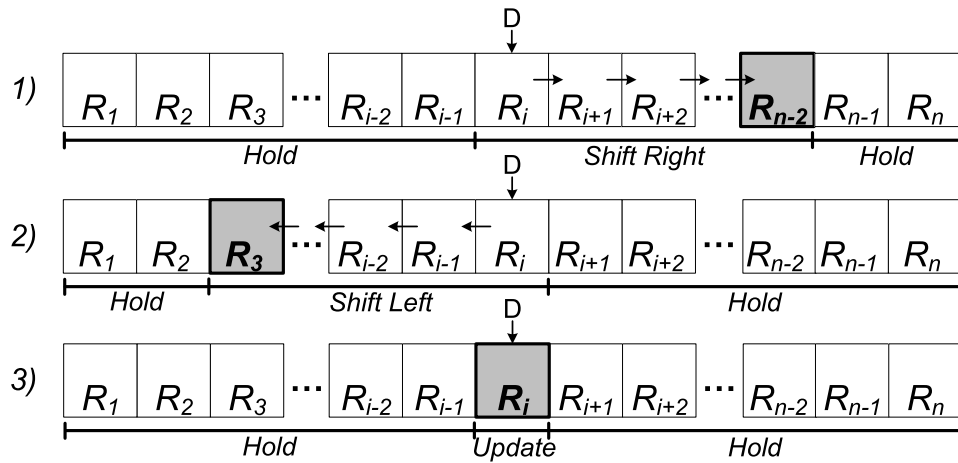 D
1) R1 R2 R3 ... Ri-2 Ri-1 Ri Ri+1 Ri+2 ... Rn-2 Rn-1 Rn
Hold Shift Right Hold
D
2) R1 R2 R3 ... Ri-2 Ri-1 Ri Ri+1 Ri+2 ... Rn-2 Rn-1 Rn
Hold Shift Left Hold
D
3) R1 R2 R3 ... Ri-2 Ri-1 Ri Ri+1 Ri+2 ... Rn-2 Rn-1 Rn
Hold Update Hold